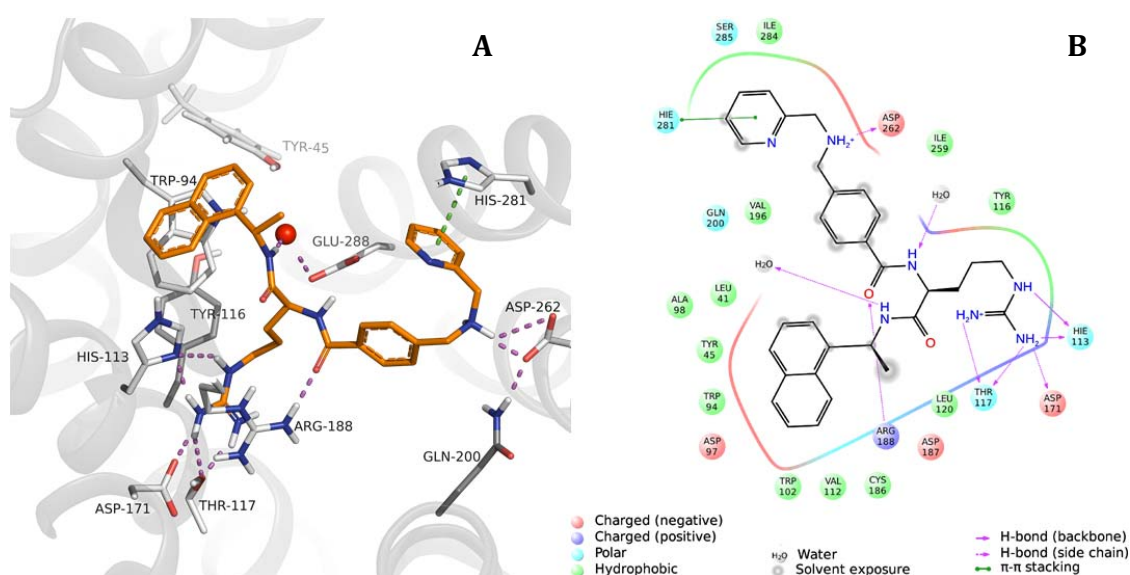 A
TYR-45
TRP-94
HIS-281
GLU-288
ASP-262
TYR-116
HIS-113
ARG-188
GLN-200
ASP-171
THR-117
B
SER
285
ILE
284
HIE
281
N
NH₂⁺
ASP
262
ILE
259
GLN
200
VAL
196
H₂O
TYR
116
H₂O
O
NH
NH
LEU
41
ALA
98
NH
O
H₂N
NH₂
HIE
113
TYR
45
TRP
94
LEU
120
THR
117
ASP
171
ASP
97
ARG
188
ASP
187
TRP
102
VAL
112
CYS
186
Charged (negative)
Charged (positive)
Polar
Hydrophobic
H₂O Water
Solvent exposure
H-bond (backbone)
H-bond (side chain)
π-π stacking